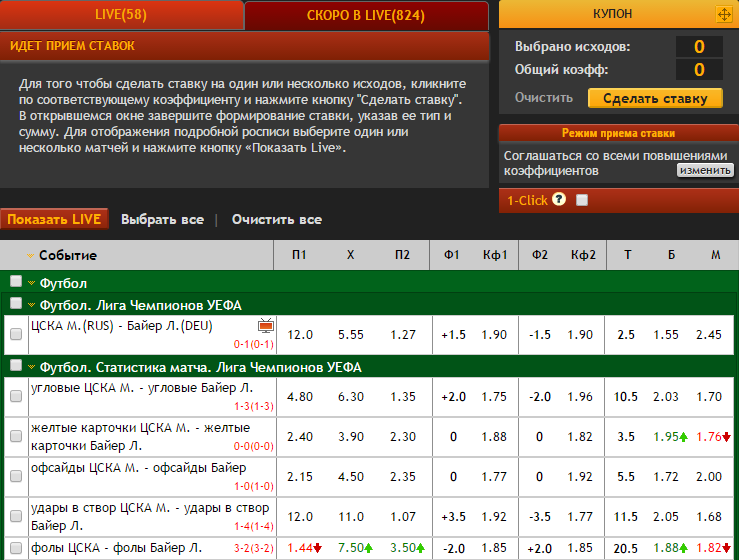 LIVE(58)
СКОРО В LIVE(824)
КУПОН
ИДЕТ ПРИЕМ СТАВОК
Для того чтобы сделать ставку на один или несколько исходов, кликните
по соответствующему коэффициенту и нажмите кнопку "Сделать ставку".
В открывшемся окне завершите формирование ставки, указав ее тип и
сумму. Для отображения подробной росписи выберите один или
несколько матчей и нажмите кнопку «Показать Live».
Выбрано исходов: 0
Общий коэфф: 0
Очистить Сделать ставку
Режим приема ставки
Соглашаться со всеми повышениями
коэффициентов изменить
1-Click ?
Показать LIVE Выбрать все | Очистить все
Событие П1 X П2 Ф1 Кф1 Ф2 Кф2 Т Б М
Футбол
Футбол. Лига Чемпионов УЕФА
ЦСКА М.(RUS) - Байер Л.(DEU)
0-1(0-1)
12.0 5.55 1.27 +1.5 1.90 -1.5 1.90 2.5 1.55 2.45
Футбол. Статистика матча. Лига Чемпионов УЕФА
угловые ЦСКА М. - угловые Байер Л.
1-3(1-3)
4.80 6.30 1.35 +2.0 1.75 -2.0 1.96 10.5 2.03 1.70
желтые карточки ЦСКА М. - желтые
карточки Байер Л. 0-0(0-0)
2.40 3.90 2.30 0 1.88 0 1.82 3.5 1.95 1.76
офсайды ЦСКА М. - офсайды Байер
1-0(1-0)
2.15 4.50 2.35 0 1.77 0 1.92 5.5 1.72 2.00
удары в створ ЦСКА М. - удары в створ
Байер Л. 1-4(1-4)
12.0 11.0 1.07 +3.5 1.92 -3.5 1.77 11.5 2.05 1.68
фолы ЦСКА - фолы Байер Л. 3-2(3-2) 1.44 7.50 3.50 -2.0 1.85 +2.0 1.85 20.5 1.88 1.82